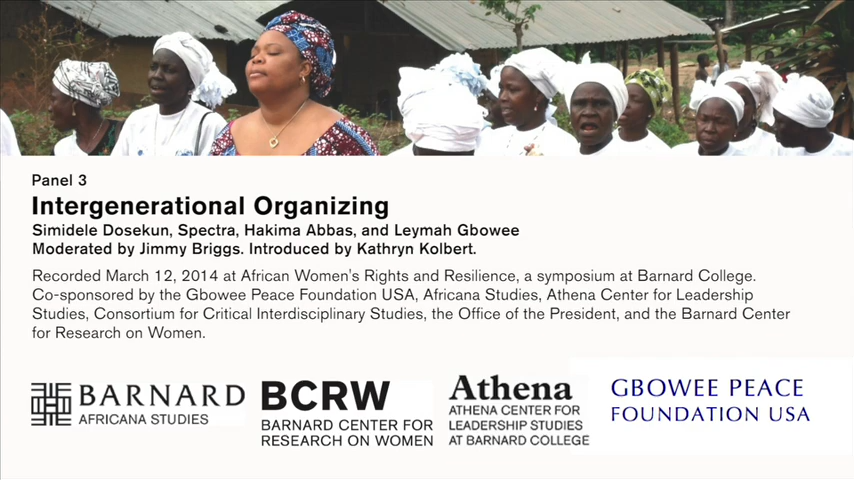 Panel 3
Intergenerational Organizing
Simidele Dosekun, Spectra, Hakima Abbas, and Leymah Gbowee
Moderated by Jimmy Briggs. Introduced by Kathryn Kolbert.
Recorded March 12, 2014 at African Women's Rights and Resilience, a symposium at Barnard College.
Co-sponsored by the Gbowee Peace Foundation USA, Africana Studies, Athena Center for Leadership
Studies, Consortium for Critical Interdisciplinary Studies, the Office of the President, and the Barnard Center
for Research on Women.
BARNARD
AFRICANA STUDIES
BCRW
BARNARD CENTER FOR
RESEARCH ON WOMEN
Athena
ATHENA CENTER FOR
LEADERSHIP STUDIES
AT BARNARD COLLEGE
GBOWEE PEACE
FOUNDATION USA